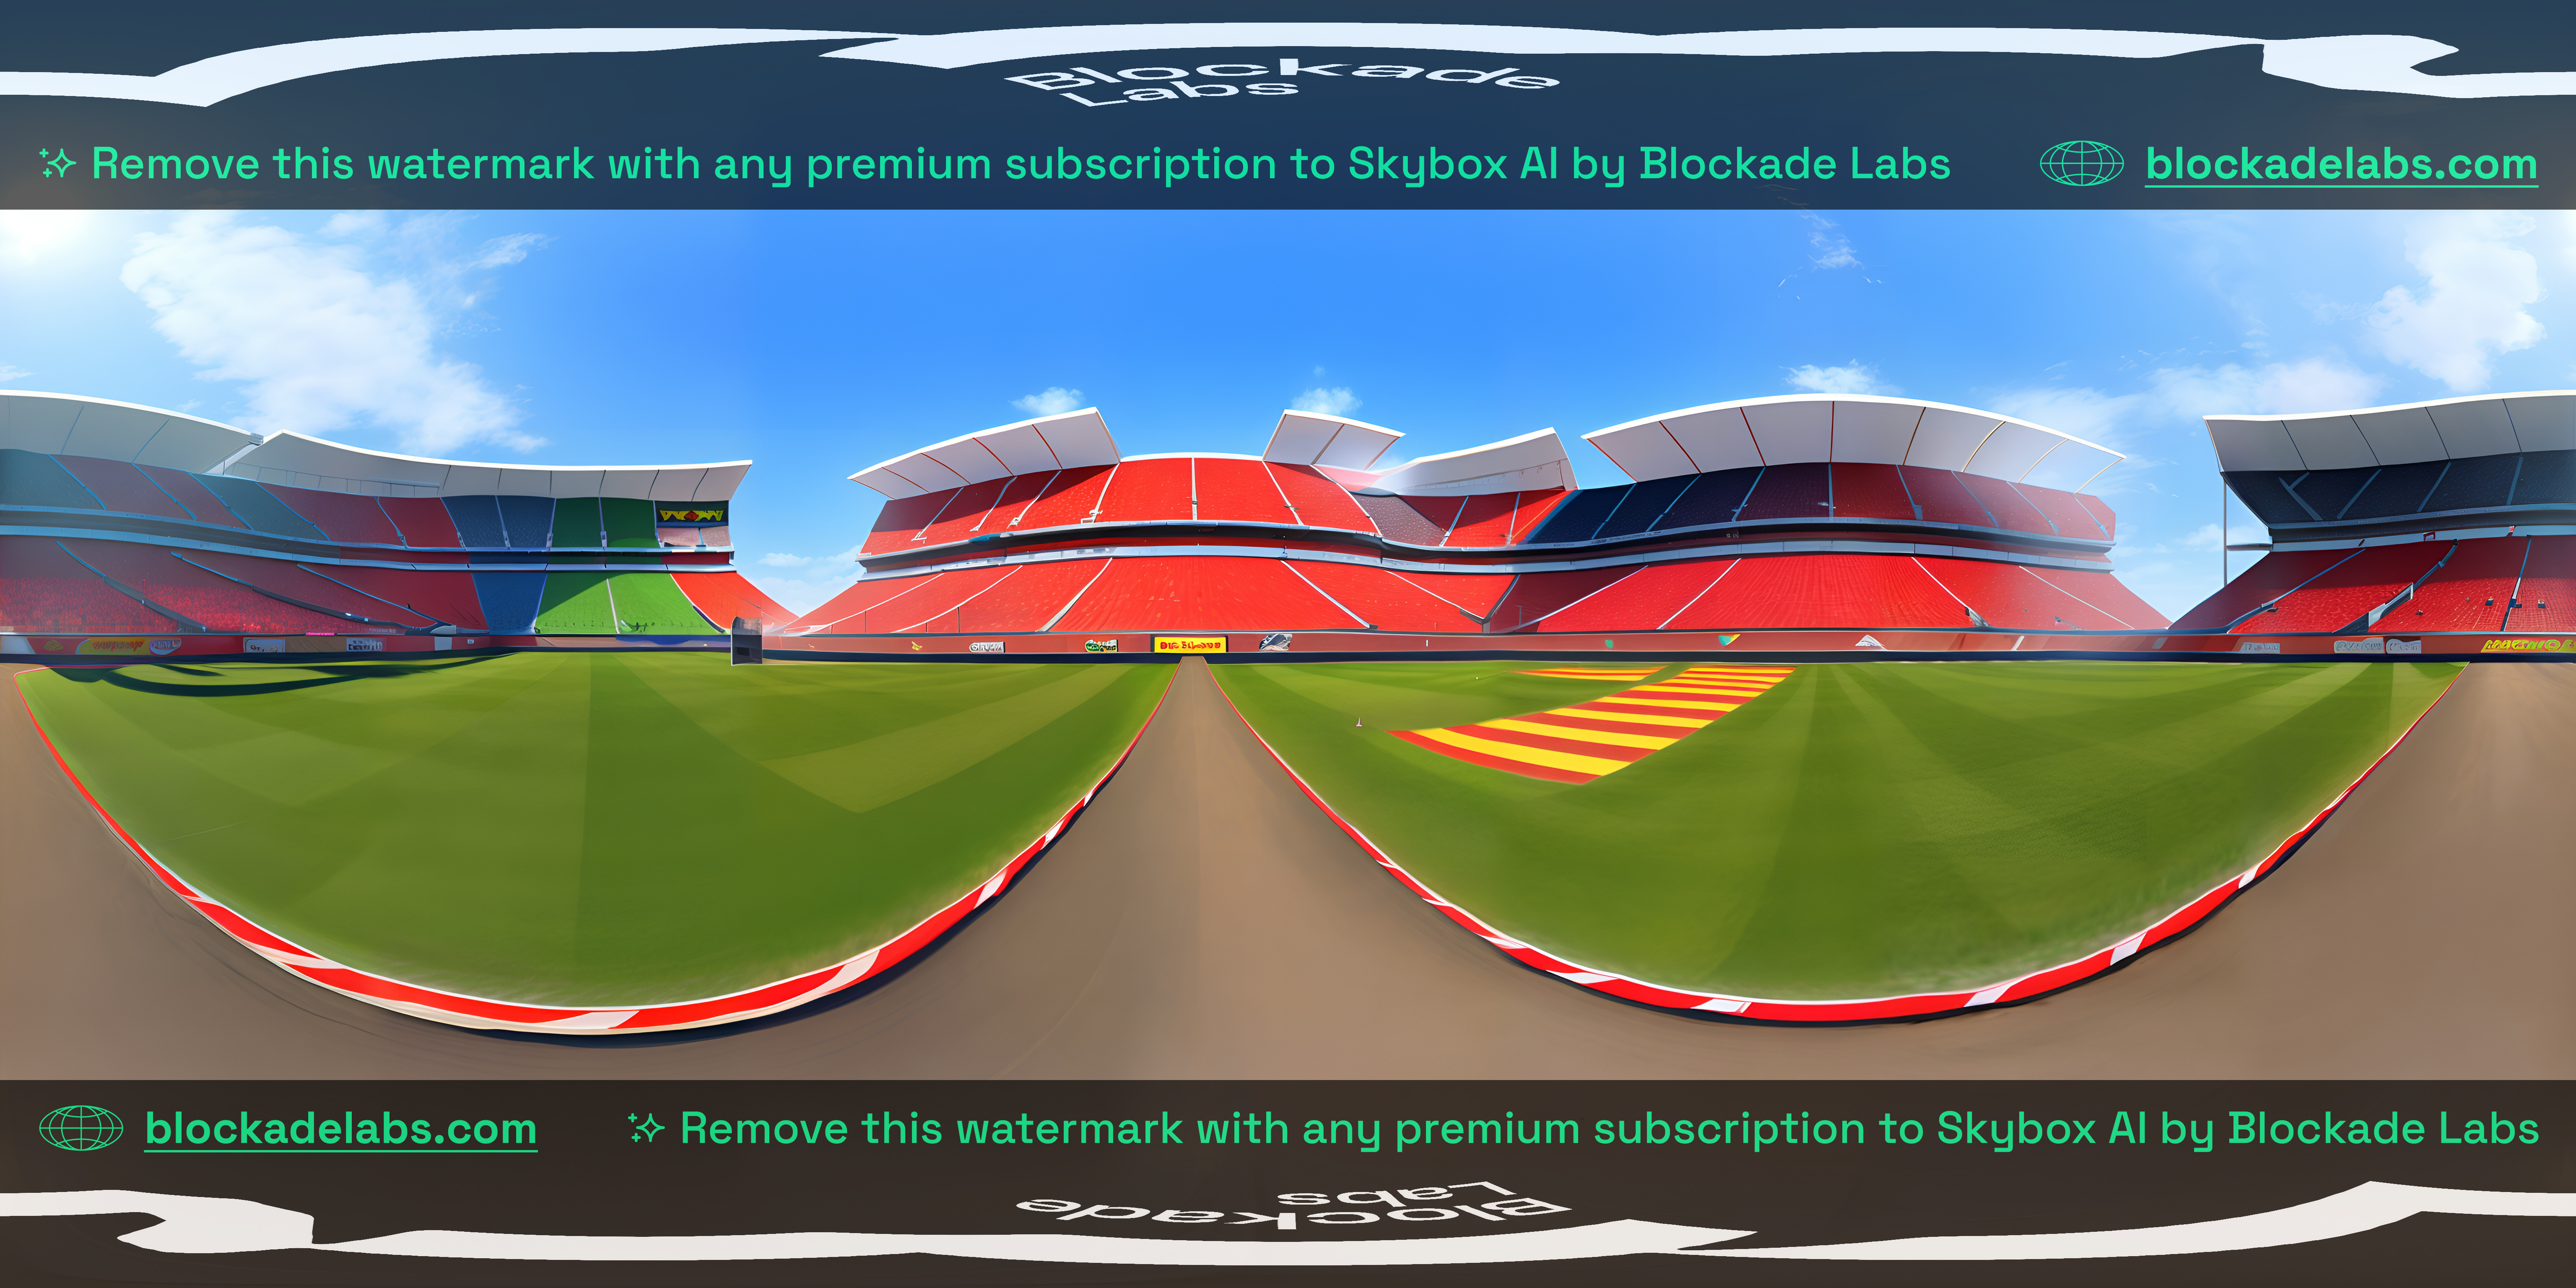 Blockade
Labs
Remove this watermark with any premium subscription to Skybox AI by Blockade Labs
blockadelabs.com
blockadelabs.com
Remove this watermark with any premium subscription to Skybox AI by Blockade Labs
Blockade
Labs